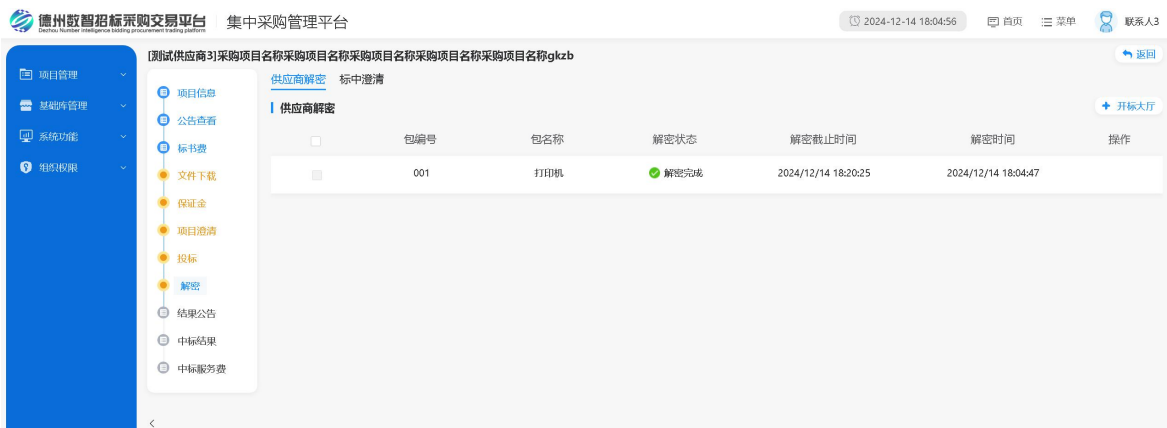 德州数智招标采购交易平台 集中采购管理平台 2024-12-14 18:04:56 首页 菜单 联系人3
Dezhou Number intelligence bidding procurement trading platform
[测试供应商3]采购项目名称采购项目名称采购项目名称采购项目名称采购项目名称gkzb 返回
项目管理
基础库管理
系统功能
组织权限
项目信息
公告查看
标书费
文件下载
保证金
项目澄清
投标
解密
结果公告
中标结果
中标服务费
供应商解密 标中澄清
供应商解密 开标大厅
包编号 包名称 解密状态 解密截止时间 解密时间 操作
001 打印机 解密完成 2024/12/14 18:20:25 2024/12/14 18:04:47